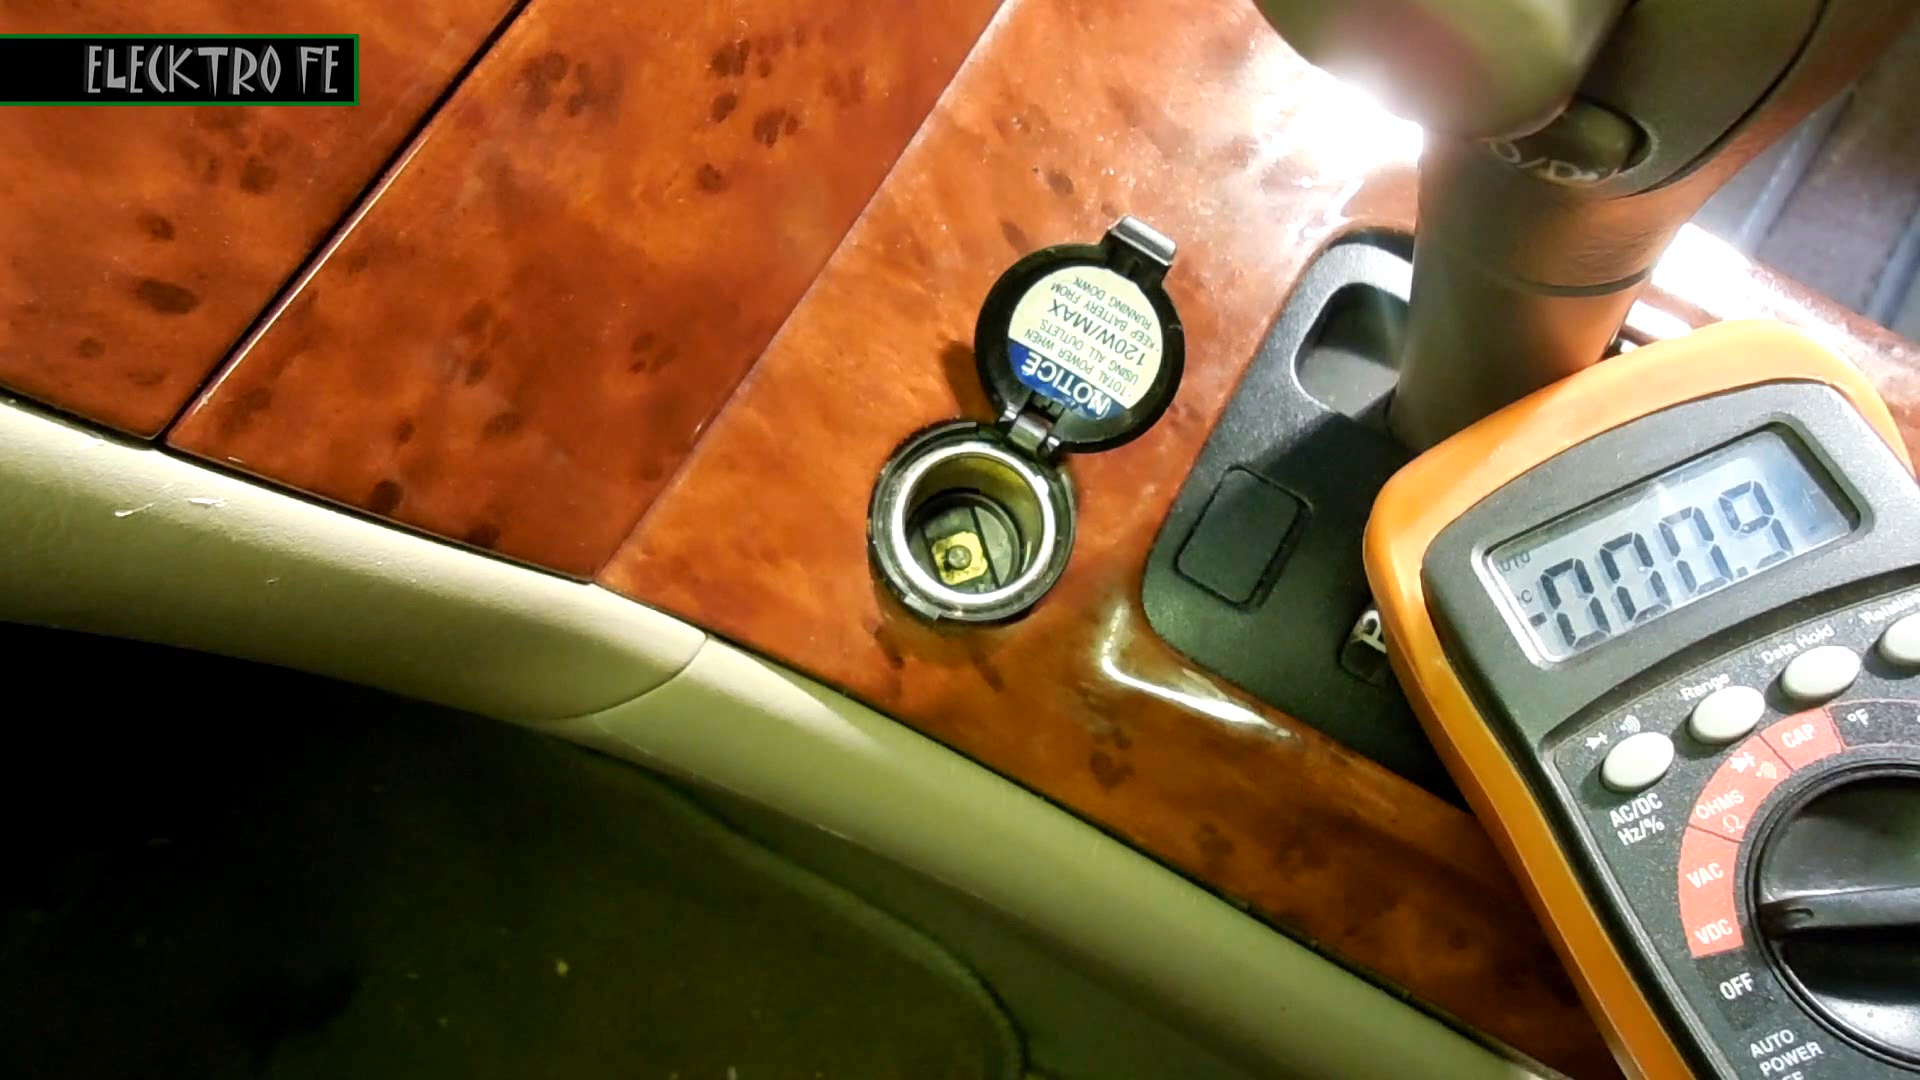 ELECKTRO FE
NOTICE
· TOTAL POWER WHEN
USING ALL OUTLETS.
120W/MAX
· KEEP BATTERY FROM
RUNNING DOWN.
O/D
AUTO
°C
-000.9
Data Hold
Range
°F
CAP
OHMS
Ω
AC/DC
Hz/%
VAC
VDC
OFF
AUTO
POWER